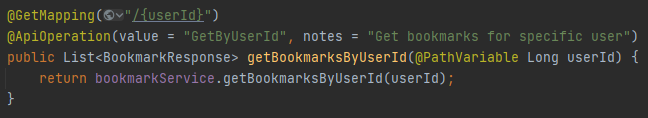 @GetMapping("/{userId}")
@ApiOperation(value = "GetByUserId", notes = "Get bookmarks for specific user")
public List<BookmarkResponse> getBookmarksByUserId(@PathVariable Long userId) {
    return bookmarkService.getBookmarksByUserId(userId);
}